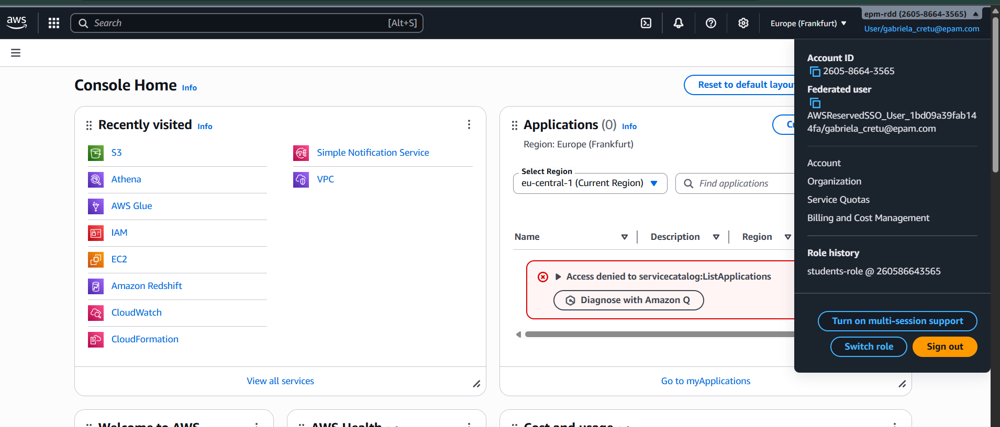 aws
Search
[Alt+S]
Europe (Frankfurt)
epm-rdd (2605-8664-3565)
User/gabriela_cretu@epam.com
Console Home Info
Reset to default layou
Recently visited Info
S3
Athena
AWS Glue
IAM
EC2
Amazon Redshift
CloudWatch
CloudFormation
Simple Notification Service
VPC
View all services
Applications (0) Info
Region: Europe (Frankfurt)
Select Region
eu-central-1 (Current Region)
Find applications
Name
Description
Region
Access denied to servicecatalog:ListApplications
Diagnose with Amazon Q
Go to myApplications
Account ID
2605-8664-3565
Federated user
AWSReservedSSO_User_1bd09a39fab14
4fa/gabriela_cretu@epam.com
Account
Organization
Service Quotas
Billing and Cost Management
Role history
students-role @ 260586643565
Turn on multi-session support
Switch role
Sign out
Welcome to AWS
AWS Health
Cost and usage